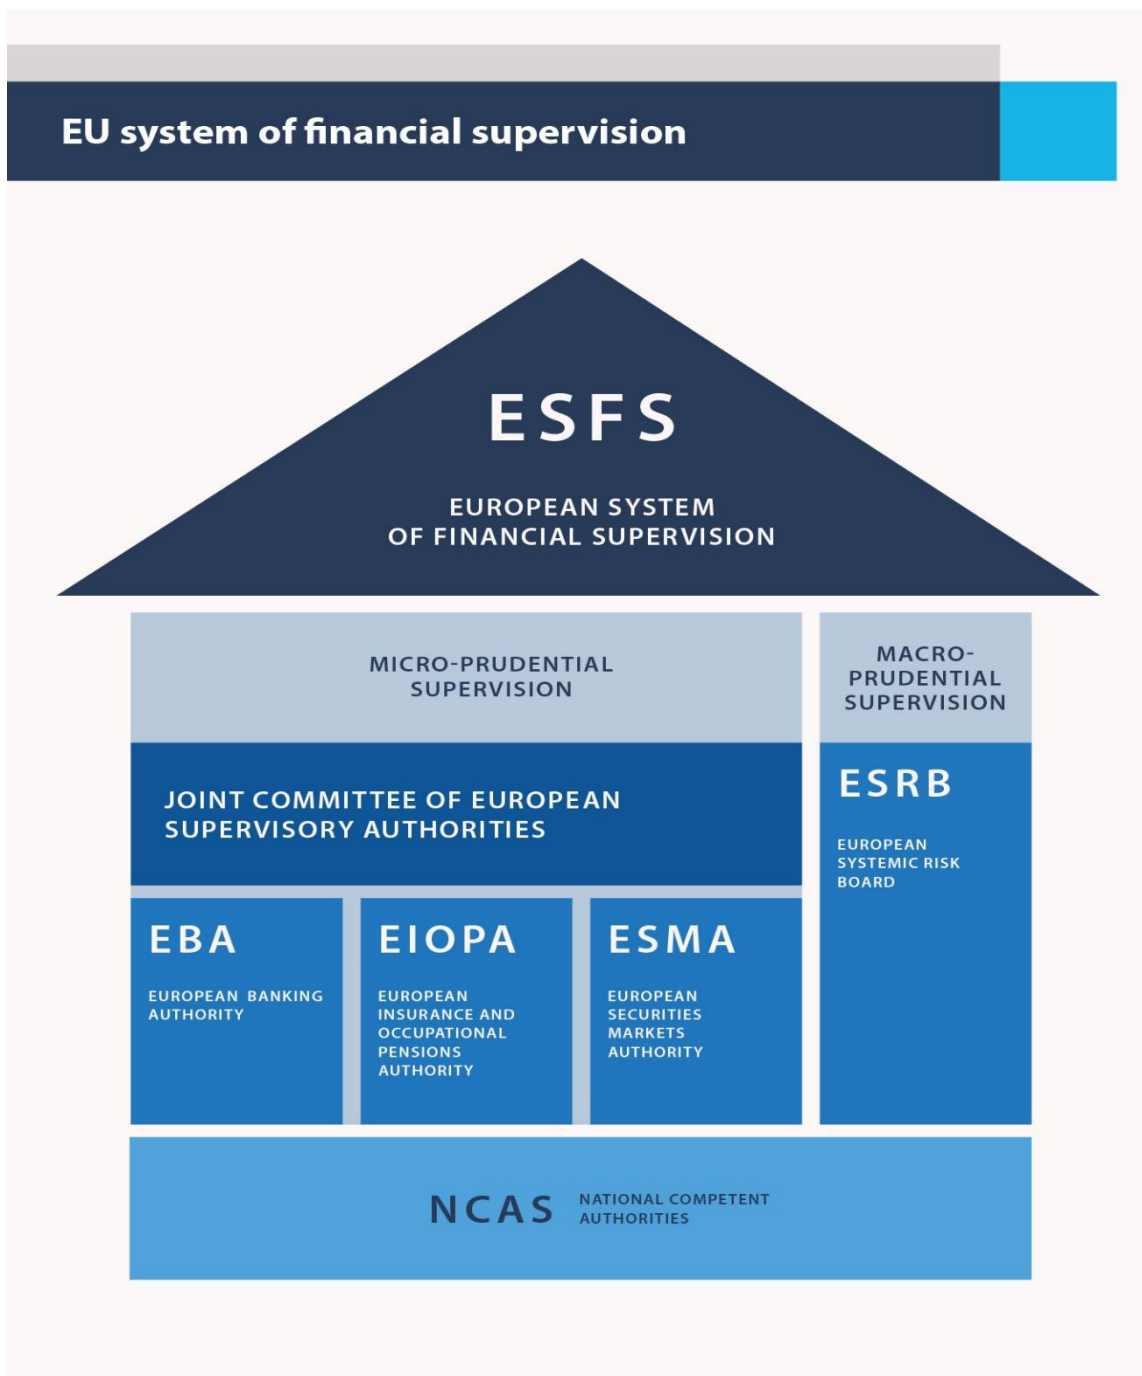 EU system of financial supervision
ESFS
EUROPEAN SYSTEM
OF FINANCIAL SUPERVISION
MICRO-PRUDENTIAL
SUPERVISION
MACRO-
PRUDENTIAL
SUPERVISION
JOINT COMMITTEE OF EUROPEAN
SUPERVISORY AUTHORITIES
ESRB
EUROPEAN
SYSTEMIC RISK
BOARD
EBA
EUROPEAN BANKING
AUTHORITY
EIOPA
EUROPEAN
INSURANCE AND
OCCUPATIONAL
PENSIONS
AUTHORITY
ESMA
EUROPEAN
SECURITIES
MARKETS
AUTHORITY
NCAS
NATIONAL COMPETENT
AUTHORITIES